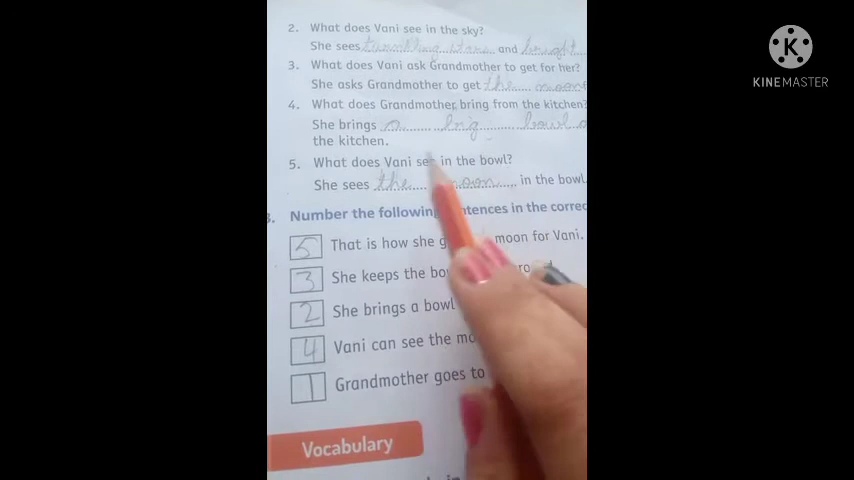 2. What does Vani see in the sky?
She sees twinkling stars and bright
3. What does Vani ask Grandmother to get for her?
She asks Grandmother to get the moon
4. What does Grandmother bring from the kitchen?
She brings a big bowl
the kitchen.
5. What does Vani see in the bowl?
She sees the moon in the bowl
Number the following sentences in the correc
5 That is how she moon for Vani.
3 She keeps the
2 She brings a bowl
4 Vani can see the
1 Grandmother goes to
Vocabulary
K
KINEMASTER